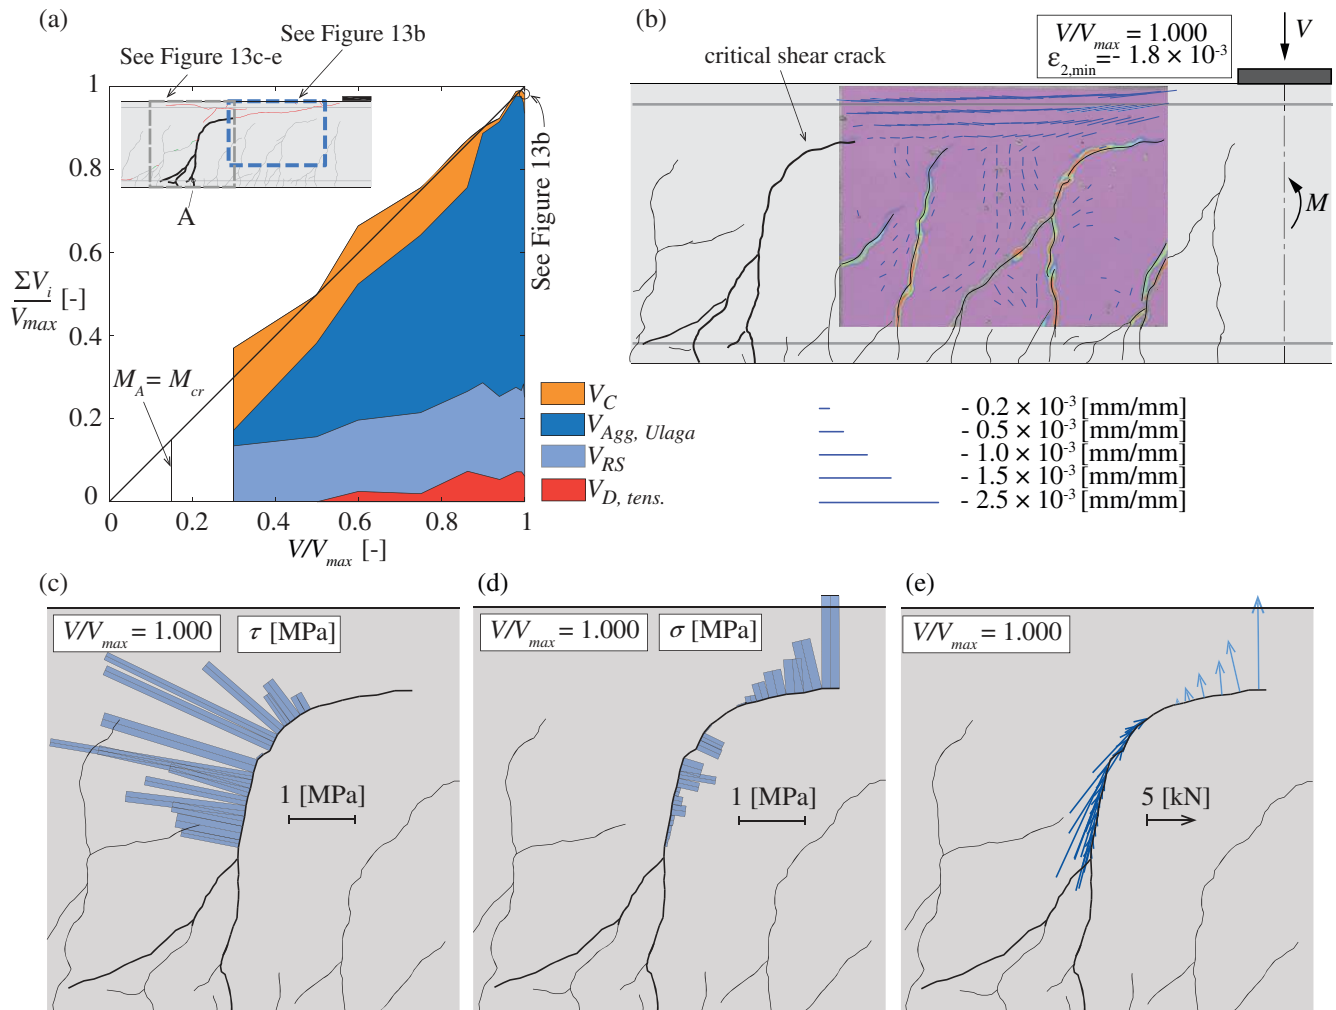 (a)
See Figure 13b
See Figure 13c-e
1
0.8
0.6
0.4
0.2
0
ΣV_i
V_max [-]
A
M_A = M_cr
See Figure 13b
0
0.2
0.4
0.6
0.8
1
V/V_max [-]
V_C
V_Agg, Ulaga
V_RS
V_D, tens.
(b)
critical shear crack
V/V_max = 1.000
ε_2,min = - 1.8 × 10^-3
V
M
- 0.2 × 10^-3 [mm/mm]
- 0.5 × 10^-3 [mm/mm]
- 1.0 × 10^-3 [mm/mm]
- 1.5 × 10^-3 [mm/mm]
- 2.5 × 10^-3 [mm/mm]
(c)
V/V_max = 1.000
τ [MPa]
1 [MPa]
(d)
V/V_max = 1.000
σ [MPa]
1 [MPa]
(e)
V/V_max = 1.000
5 [kN]